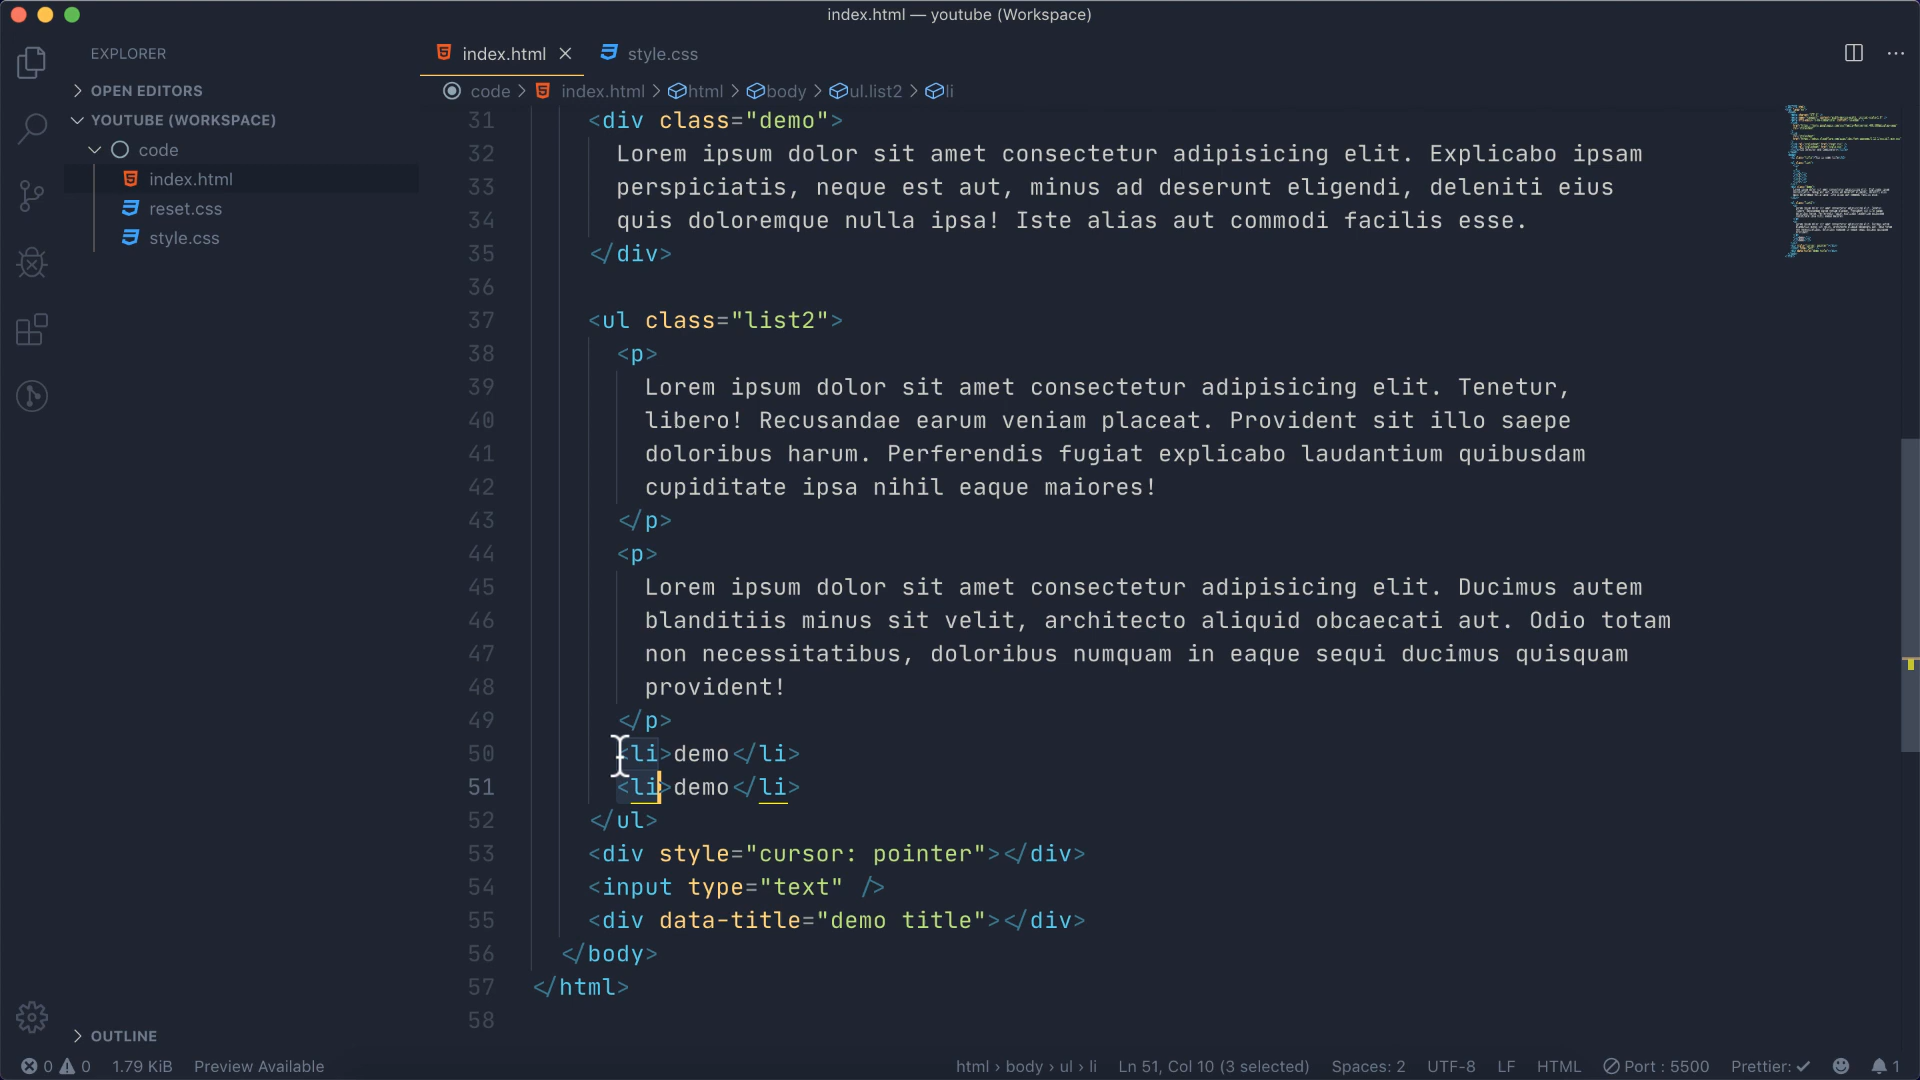 index.html — youtube (Workspace)
EXPLORER
OPEN EDITORS
YOUTUBE (WORKSPACE)
code
index.html
reset.css
style.css
OUTLINE
index.html
style.css
code > index.html > html > body > ul.list2 > li
31 <div class="demo">
32 Lorem ipsum dolor sit amet consectetur adipisicing elit. Explicabo ipsam
33 perspiciatis, neque est aut, minus ad deserunt eligendi, deleniti eius
34 quis doloremque nulla ipsa! Iste alias aut commodi facilis esse.
35 </div>
36
37 <ul class="list2">
38 <p>
39 Lorem ipsum dolor sit amet consectetur adipisicing elit. Tenetur,
40 libero! Recusandae earum veniam placeat. Provident sit illo saepe
41 doloribus harum. Perferendis fugiat explicabo laudantium quibusdam
42 cupiditate ipsa nihil eaque maiores!
43 </p>
44 <p>
45 Lorem ipsum dolor sit amet consectetur adipisicing elit. Ducimus autem
46 blanditiis minus sit velit, architecto aliquid obcaecati aut. Odio totam
47 non necessitatibus, doloribus numquam in eaque sequi ducimus quisquam
48 provident!
49 </p>
50 <li>demo</li>
51 <li>demo</li>
52 </ul>
53 <div style="cursor: pointer"></div>
54 <input type="text" />
55 <div data-title="demo title"></div>
56 </body>
57 </html>
58
0 0 1.79 KiB Preview Available html › body › ul › li Ln 51, Col 10 (3 selected) Spaces: 2 UTF-8 LF HTML Port : 5500 Prettier: ✓ 1